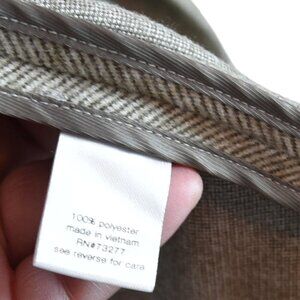 100% polyester
made in vietnam
RN#73277
see reverse for care